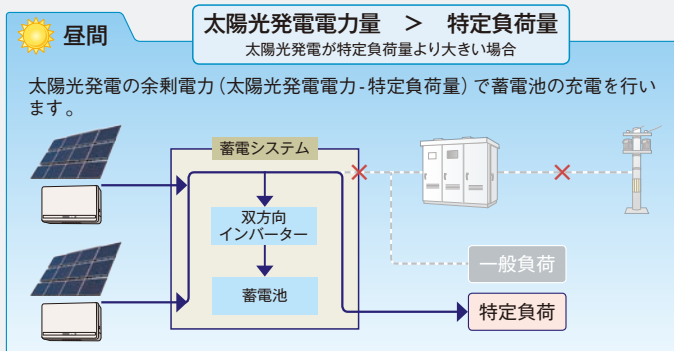 昼間
太陽光発電電力量 > 特定負荷量
太陽光発電が特定負荷量より大きい場合
太陽光発電の余剰電力(太陽光発電電力-特定負荷量)で蓄電池の充電を行い
ます。
蓄電システム
双方向
インバーター
蓄電池
一般負荷
特定負荷